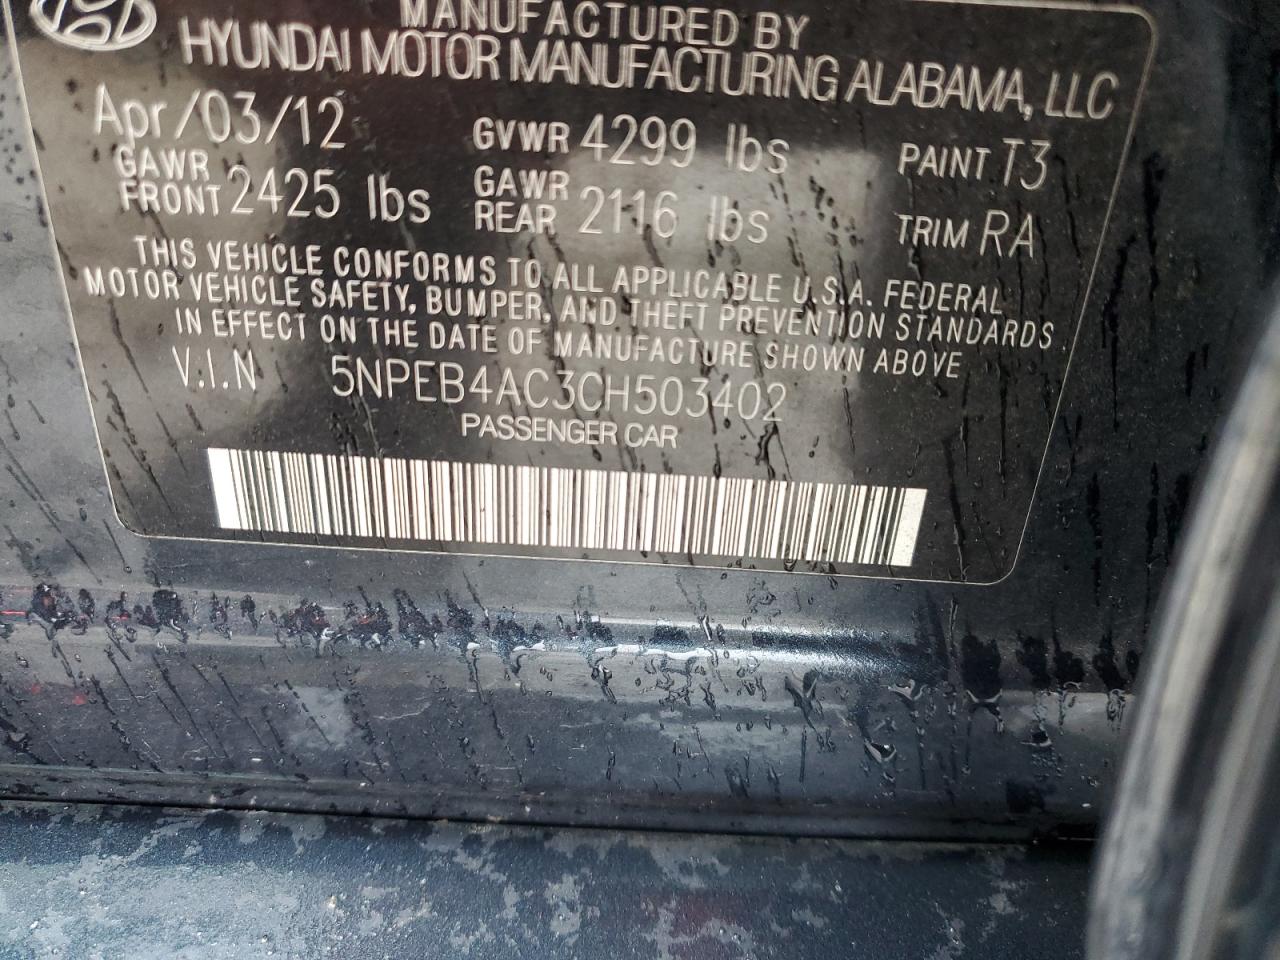 MANUFACTURED BY
HYUNDAI MOTOR MANUFACTURING ALABAMA, LLC
Apr/03/12 GVWR 4299 lbs PAINT T3
GAWR FRONT 2425 lbs GAWR REAR 2116 lbs TRIM RA
THIS VEHICLE CONFORMS TO ALL APPLICABLE U.S.A. FEDERAL
MOTOR VEHICLE SAFETY, BUMPER, AND THEFT PREVENTION STANDARDS
IN EFFECT ON THE DATE OF MANUFACTURE SHOWN ABOVE
V.I.N 5NPEB4AC3CH503402
PASSENGER CAR